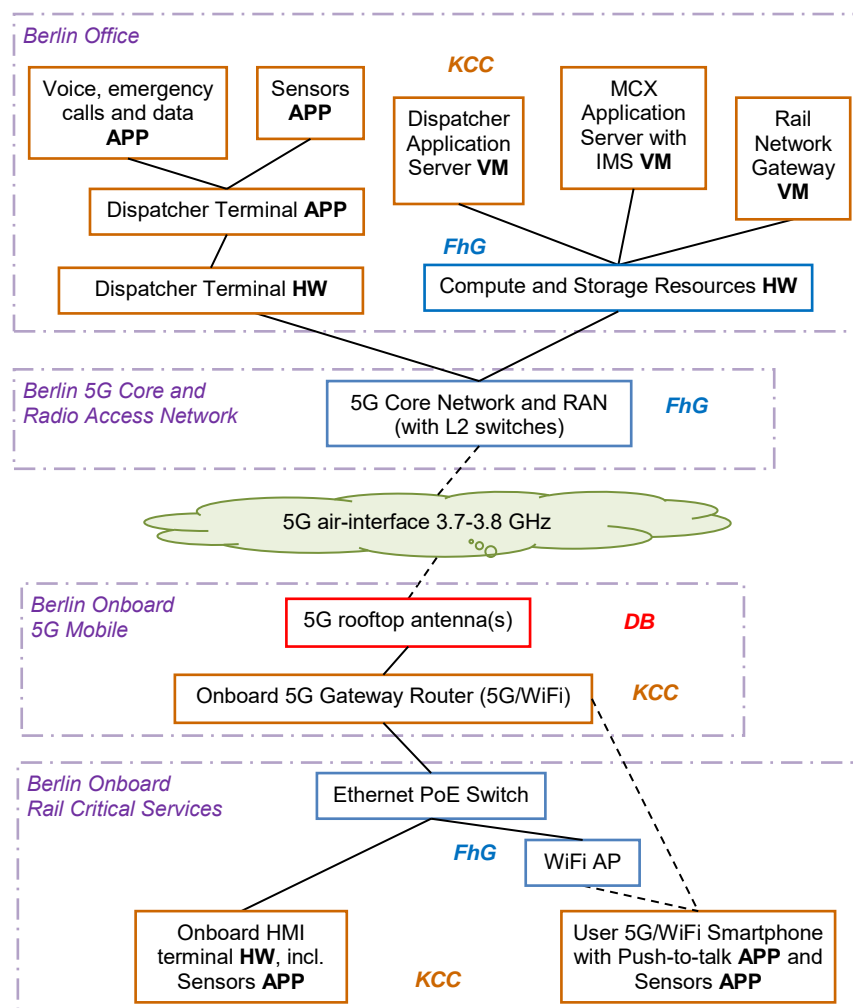 Berlin Office
KCC
Voice, emergency
calls and data
APP
Sensors
APP
Dispatcher
Application
Server VM
MCX
Application
Server with
IMS VM
Rail
Network
Gateway
VM
Dispatcher Terminal APP
FhG
Dispatcher Terminal HW
Compute and Storage Resources HW
Berlin 5G Core and
Radio Access Network
5G Core Network and RAN
(with L2 switches)
FhG
5G air-interface 3.7-3.8 GHz
Berlin Onboard
5G Mobile
5G rooftop antenna(s)
DB
Onboard 5G Gateway Router (5G/WiFi)
KCC
Berlin Onboard
Rail Critical Services
Ethernet PoE Switch
FhG
WiFi AP
Onboard HMI
terminal HW, incl.
Sensors APP
KCC
User 5G/WiFi Smartphone
with Push-to-talk APP and
Sensors APP